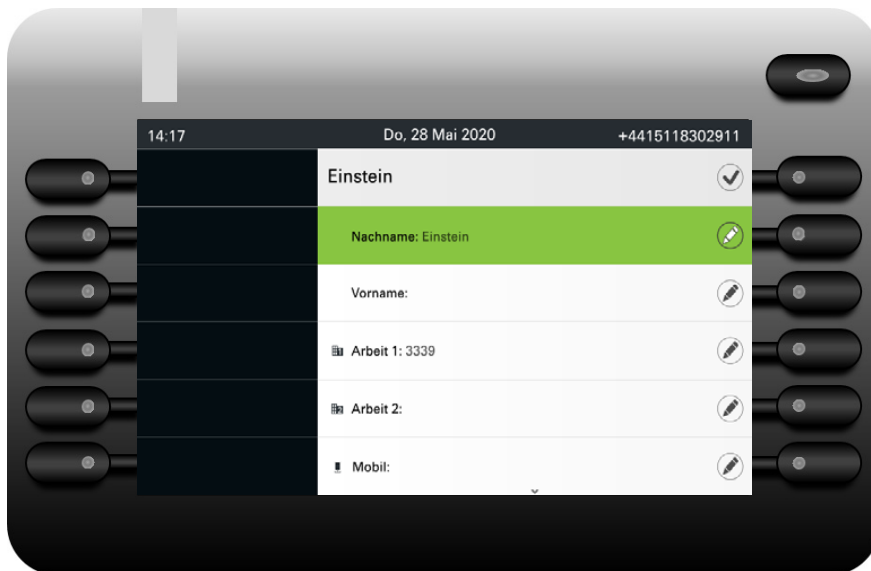 14:17 Do, 28 Mai 2020 +4415118302911
Einstein
Nachname: Einstein
Vorname:
Arbeit 1: 3339
Arbeit 2:
Mobil: